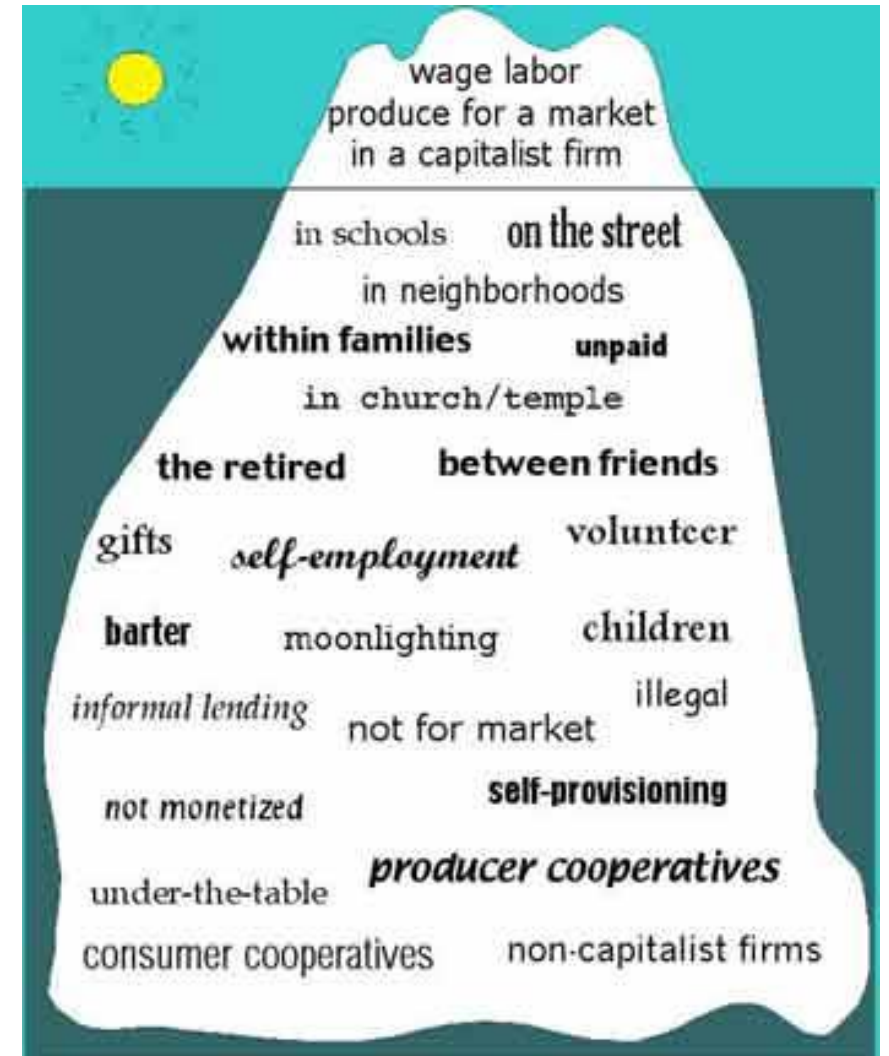 wage labor
produce for a market
in a capitalist firm
in schools on the street
in neighborhoods
within families unpaid
in church/temple
the retired between friends
gifts self-employment volunteer
barter moonlighting children
informal lending not for market illegal
not monetized self-provisioning
under-the-table producer cooperatives
consumer cooperatives non-capitalist firms